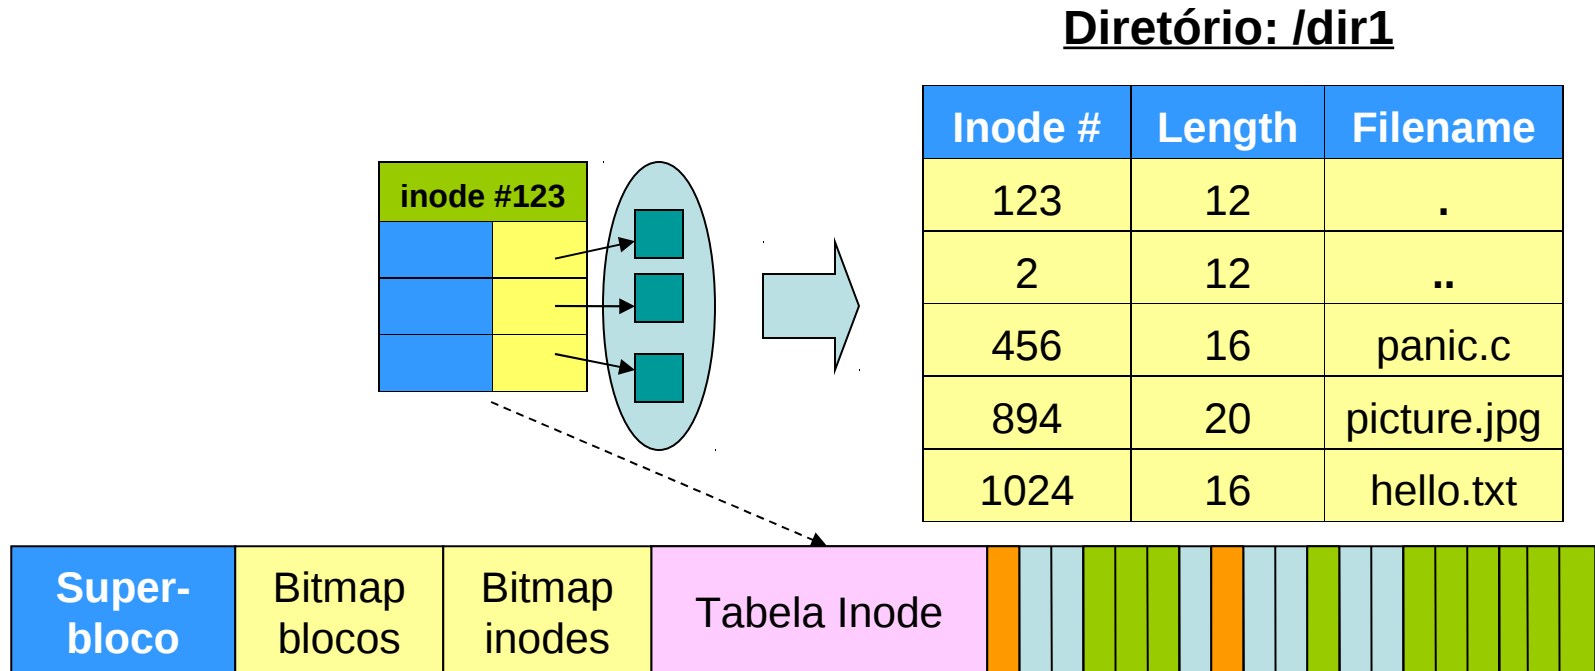 Diretório: /dir1
Inode # Length Filename
123 12 .
2 12 ..
456 16 panic.c
894 20 picture.jpg
1024 16 hello.txt
inode #123
Super-
bloco
Bitmap
blocos
Bitmap
inodes
Tabela Inode